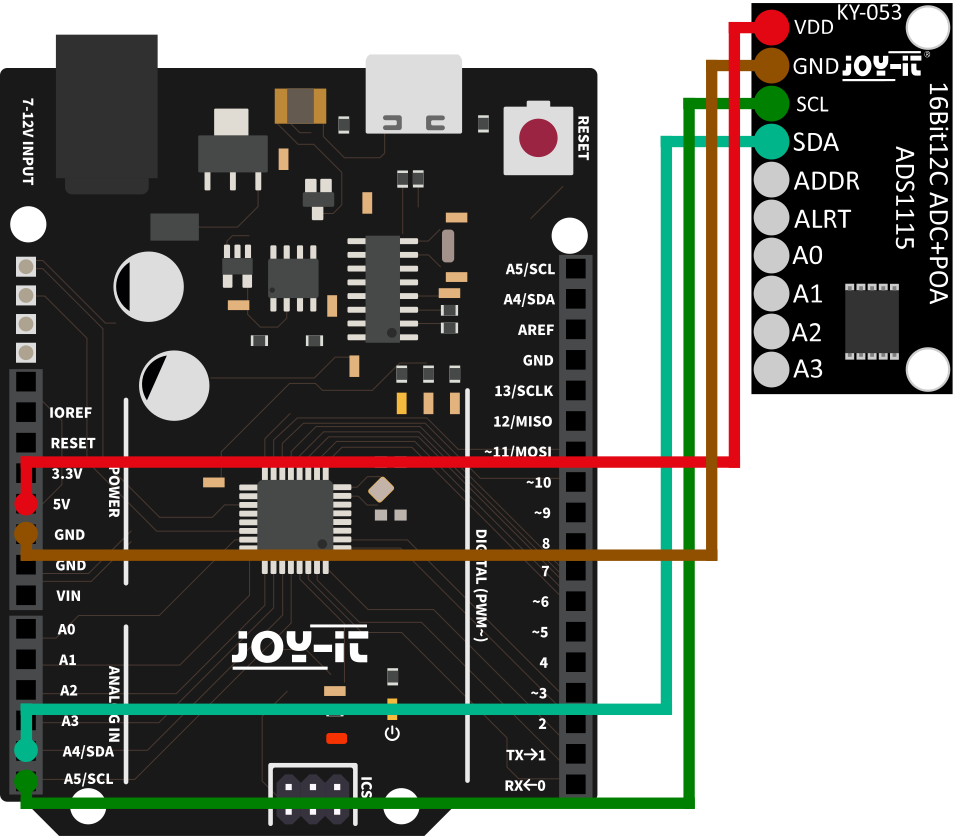 KY-053
VDD
GND
SCL
SDA
ADDR
ALRT
A0
A1
A2
A3
JOY-iT®
16Bit12C ADC+POA
ADS1115
7-12V INPUT
RESET
IOREF
RESET
3.3V
5V
GND
GND
VIN
POWER
A0
A1
A2
A3
A4/SDA
A5/SCL
ANALOG IN
A5/SCL
A4/SDA
AREF
GND
13/SCLK
12/MISO
~11/MOSI
~10
~9
8
7
~6
~5
4
~3
2
TX→1
RX←0
DIGITAL (PWM~)
JOY-iT
ICS